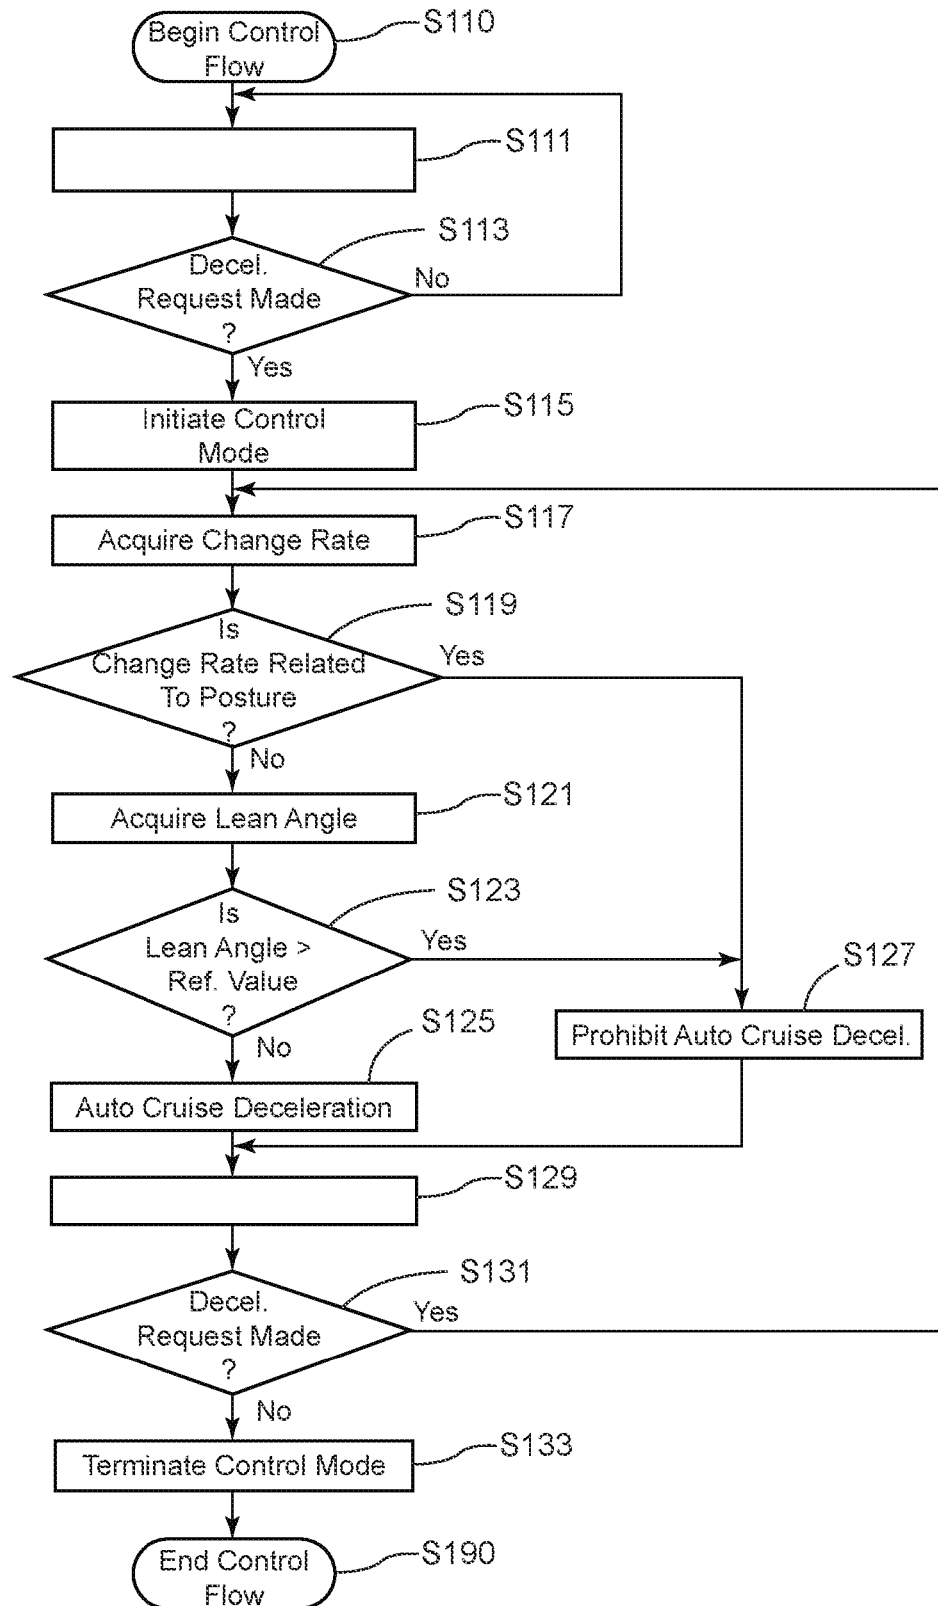 Begin Control
Flow
S110
S111
S113
Decel.
Request Made
?
No
Yes
Initiate Control
Mode
S115
Acquire Change Rate
S117
S119
Is
Change Rate Related
To Posture
?
Yes
No
Acquire Lean Angle
S121
S123
Is
Lean Angle >
Ref. Value
?
Yes
No
S127
Prohibit Auto Cruise Decel.
S125
Auto Cruise Deceleration
S129
S131
Decel.
Request Made
?
Yes
No
Terminate Control Mode
S133
End Control
Flow
S190